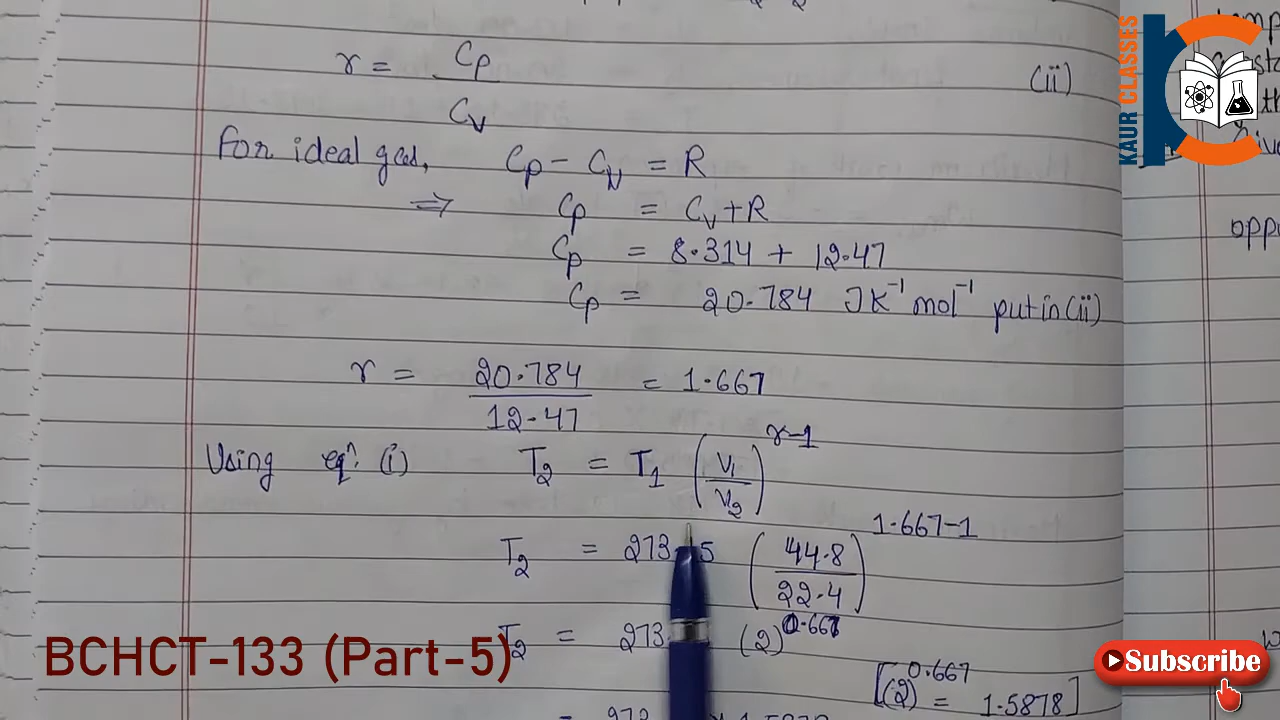 r = Cp
Cv
(ii)
For ideal gas, Cp - Cv = R
⇒ Cp = Cv + R
Cp = 8.314 + 12.47
Cp = 20.784 JK⁻¹ mol⁻¹ put in (ii)
r = 20.784 / 12.47 = 1.667
Using eqⁿ. (i) T₂ = T₁ (V₁/V₂)^r-1
T₂ = 273. 5 (44.8/22.4)^1.667-1
T₂ = 273 (2)^0.667
[(2)^0.667 = 1.5878]
KAUR CLASSES
BCHCT-133 (Part-5)
Subscribe